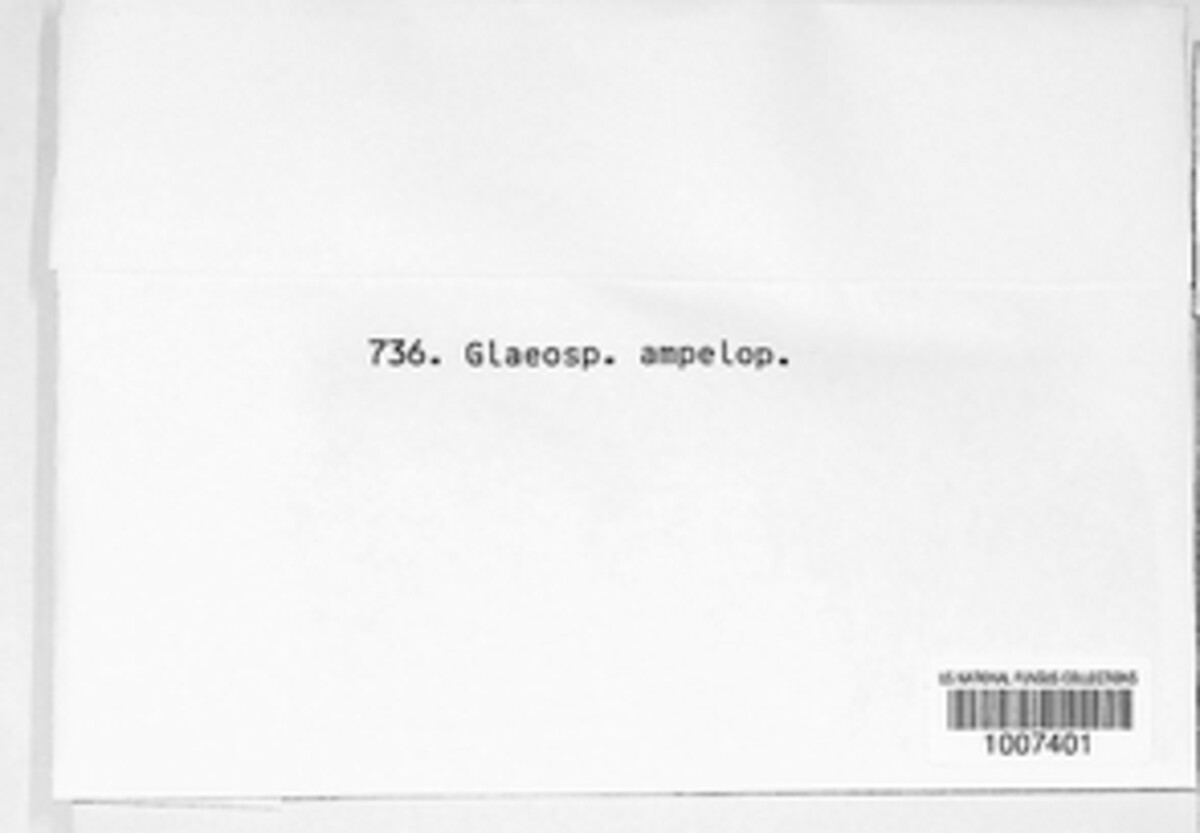 736. Glaeosp. ampelop.
US NATIONAL FUNGUS COLLECTIONS
1007401